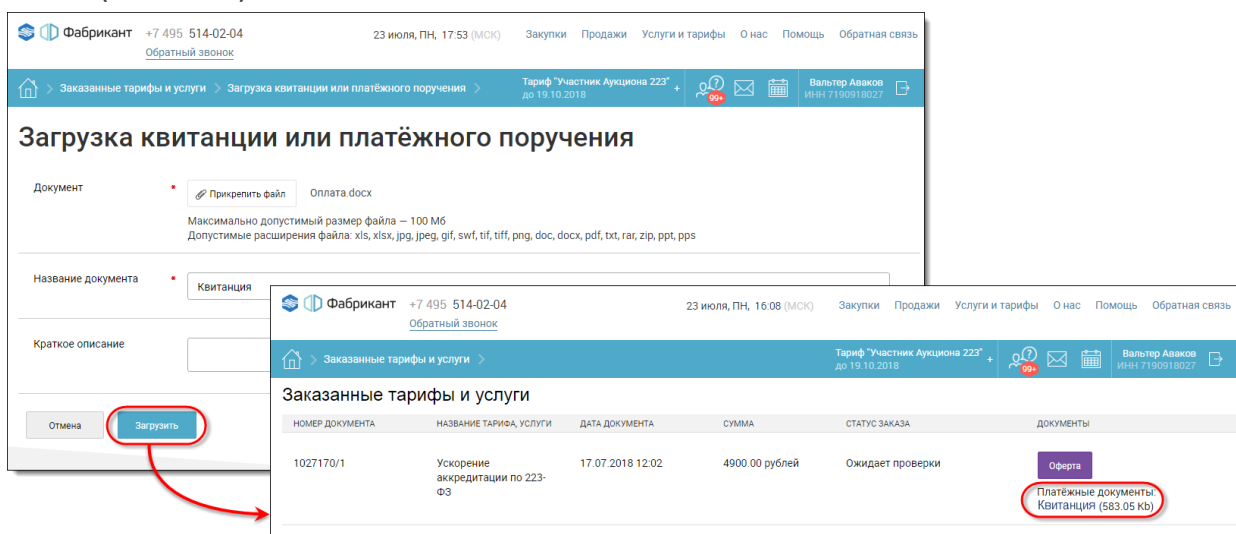 Фабрикант +7 495 514-02-04 23 июля, ПН, 17:53 (МСК) Закупки Продажи Услуги и тарифы О нас Помощь Обратная связь
Обратный звонок
Заказанные тарифы и услуги > Загрузка квитанции или платёжного поручения > Тариф "Участник Аукциона 223" + 99+ Вальтер Аваков
до 19.10.2018 ИНН 7190918027
Загрузка квитанции или платёжного поручения
Документ * Прикрепить файл Оплата.docx
Максимально допустимый размер файла — 100 Мб
Допустимые расширения файла: xls, xlsx, jpg, jpeg, gif, swf, tif, tiff, png, doc, docx, pdf, txt, rar, zip, ppt, pps
Название документа * Квитанция
Краткое описание
Отмена Загрузить
Фабрикант +7 495 514-02-04 23 июля, ПН, 16:08 (МСК) Закупки Продажи Услуги и тарифы О нас Помощь Обратная связь
Обратный звонок
Заказанные тарифы и услуги > Тариф "Участник Аукциона 223" + 99+ Вальтер Аваков
до 19.10.2018 ИНН 7190918027
Заказанные тарифы и услуги
НОМЕР ДОКУМЕНТА НАЗВАНИЕ ТАРИФА, УСЛУГИ ДАТА ДОКУМЕНТА СУММА СТАТУС ЗАКАЗА ДОКУМЕНТЫ
1027170/1 Ускорение 17.07.2018 12:02 4900.00 рублей Ожидает проверки Оферта
аккредитации по 223-
ФЗ
Платёжные документы:
Квитанция (583.05 Kb)